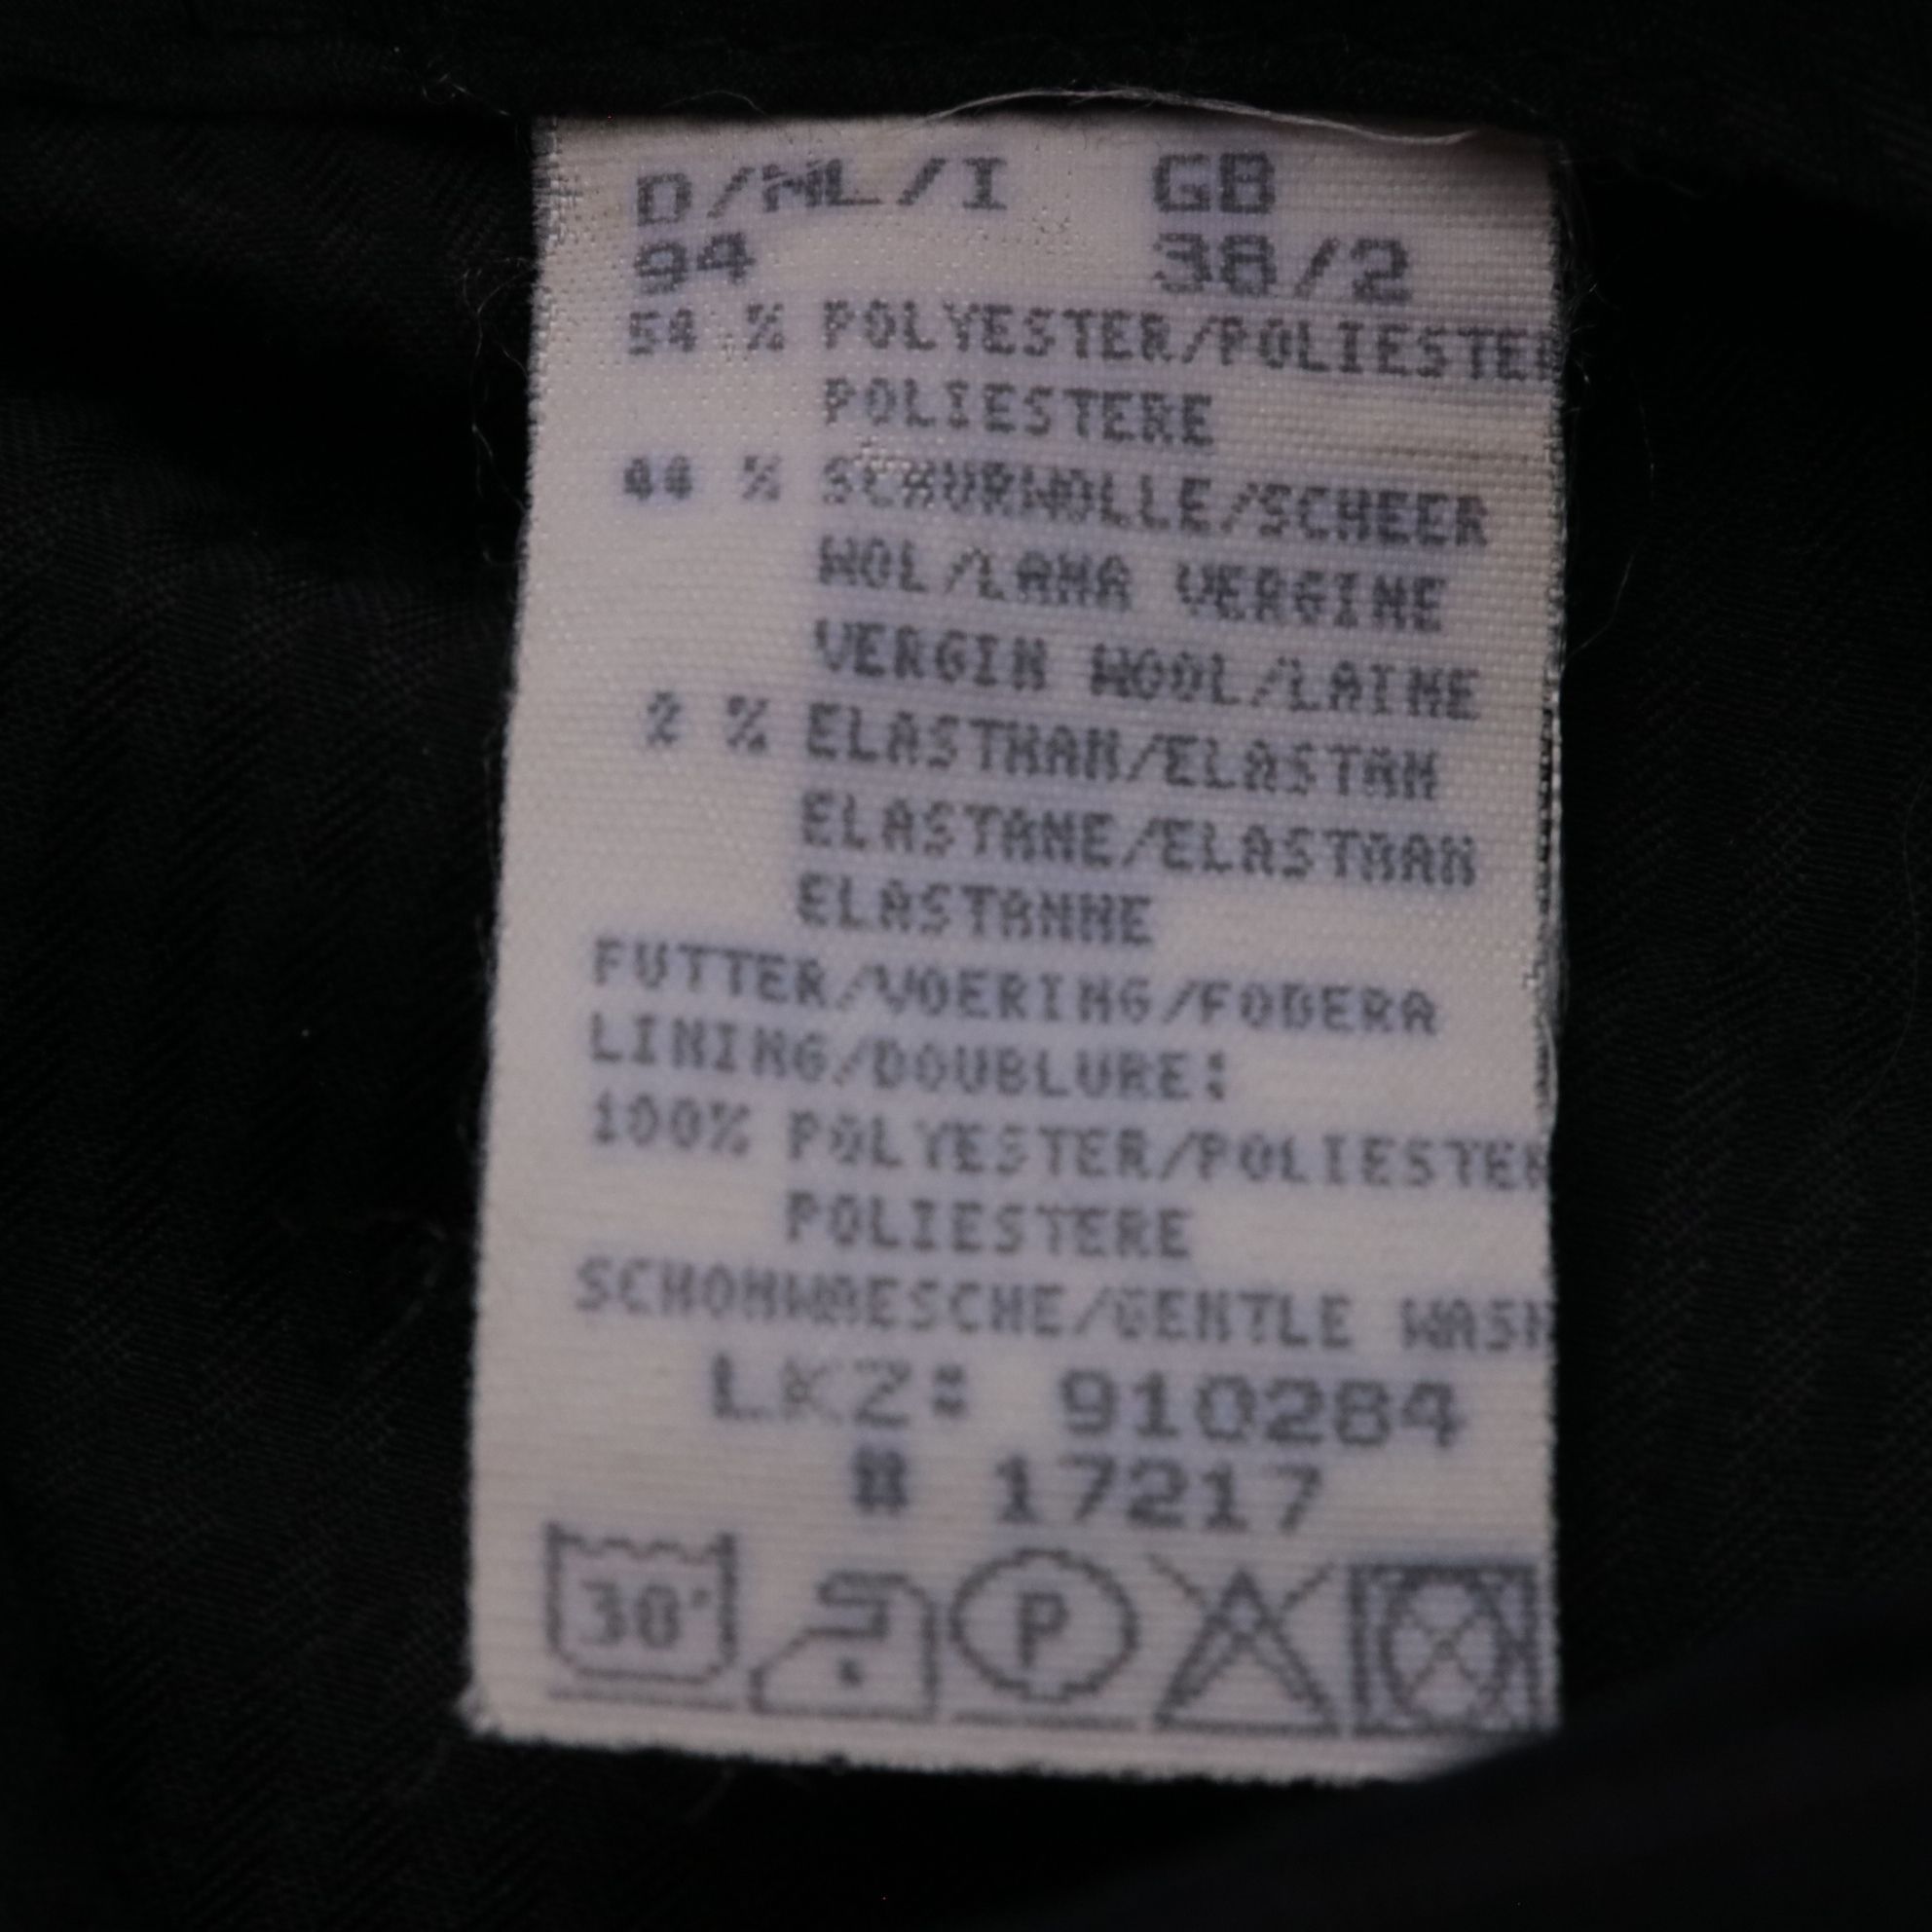 D/NL/I GB
94 38/2
54 % POLYESTER/POLIESTER
POLIESTERE
44 % SCHURWOLLE/SCHEER
WOL/LANA VERGINE
VERGIN WOOL/LAINE
2 % ELASTHAN/ELASTAN
ELASTANE/ELASTHAN
ELASTANNE
FUTTER/VOERING/FODERA
LINING/DOUBLURE:
100% POLYESTER/POLIESTER
POLIESTERE
SCHONWAESCHE/GENTLE WASH
LKZ: 910284
# 17217
30° P